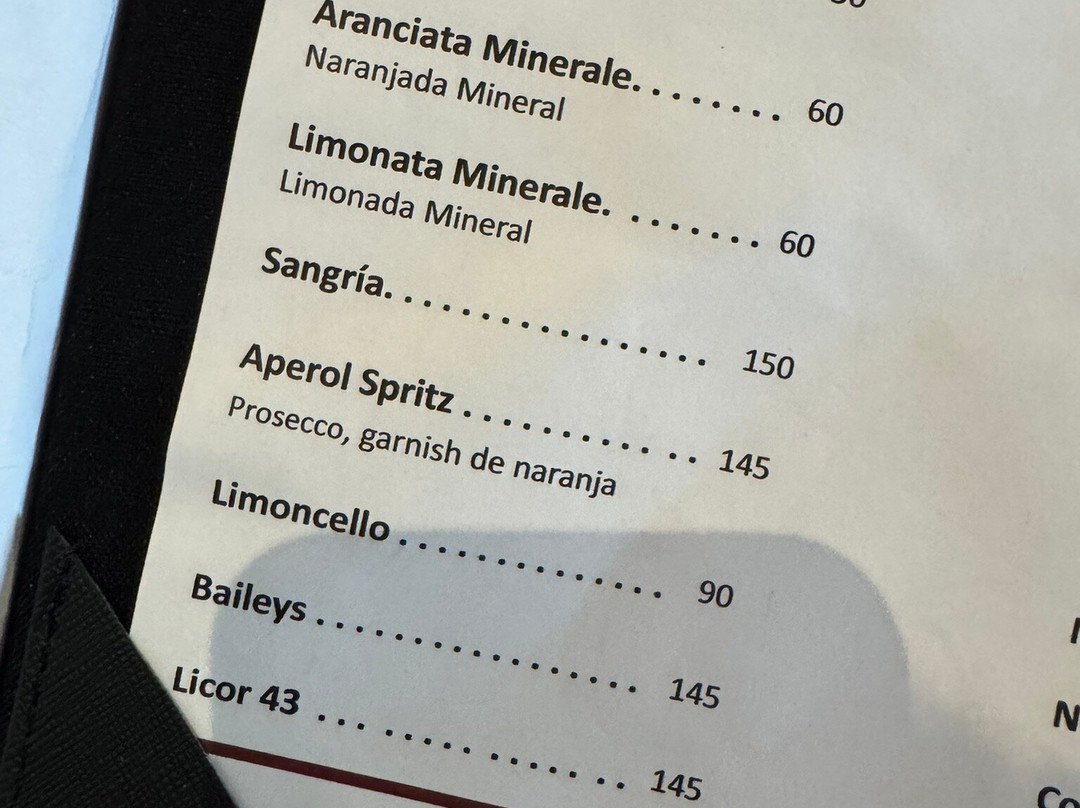 Aranciata Minerale. . . . . . . . 60
Naranjada Mineral
Limonata Minerale. . . . . . . . 60
Limonada Mineral
Sangría. . . . . . . . . . . . . . . . . 150
Aperol Spritz . . . . . . . . . . . . 145
Prosecco, garnish de naranja
Limoncello . . . . . . . . . . . . . . 90
Baileys . . . . . . . . . . . . . . . . . 145
Licor 43 . . . . . . . . . . . . . . . 145